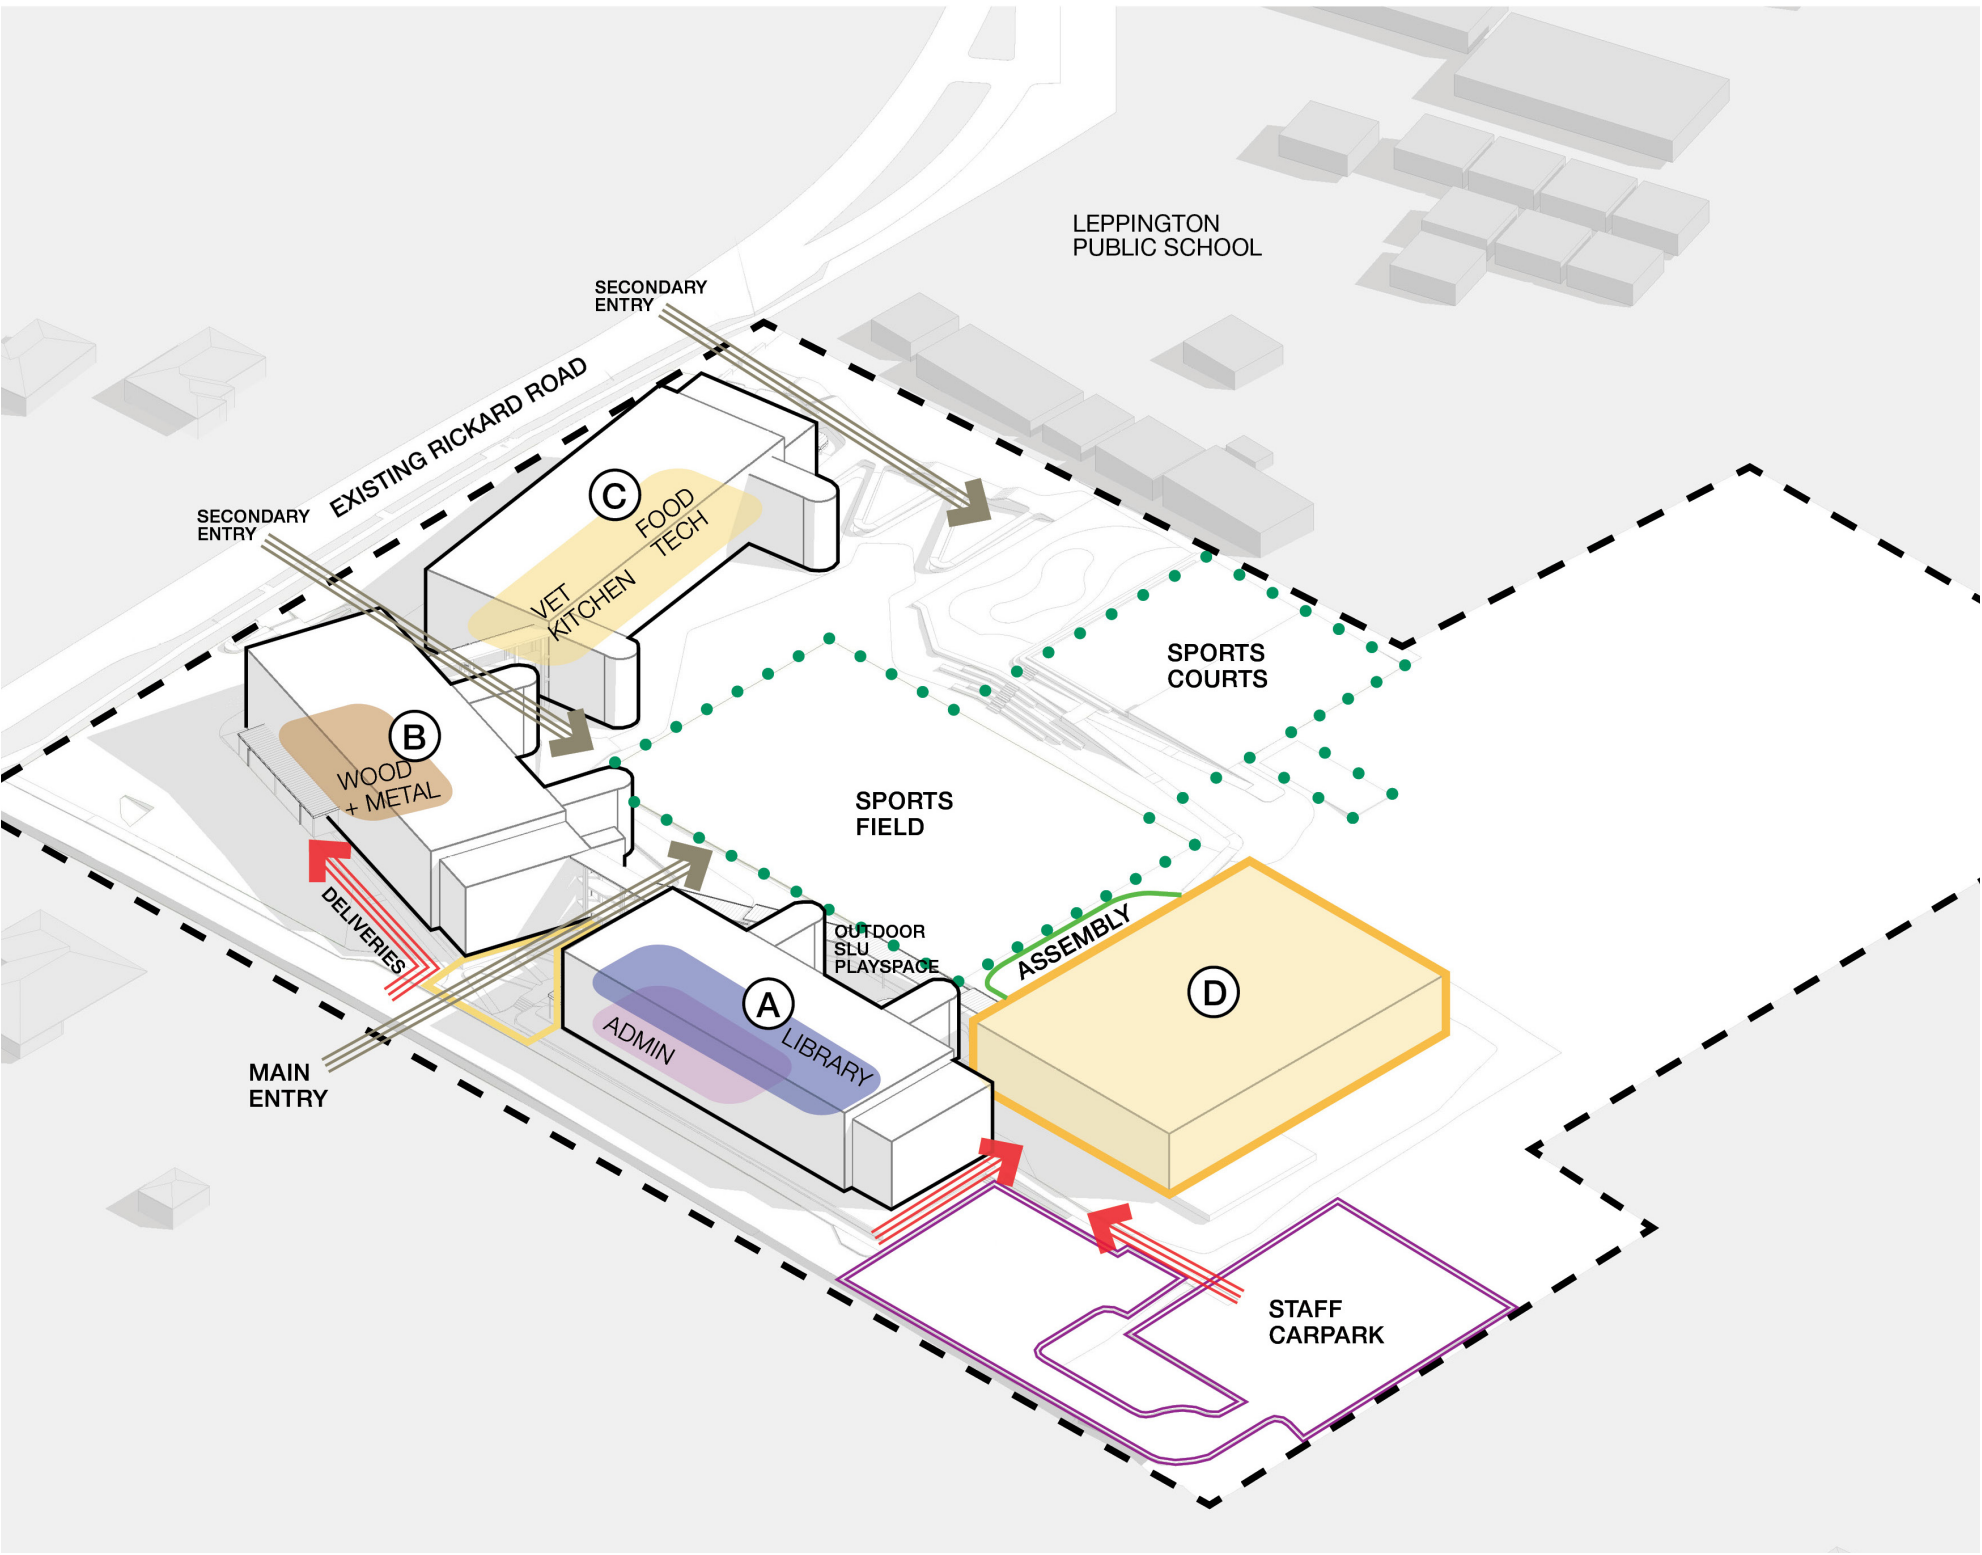 LEPPINGTON
PUBLIC SCHOOL
SECONDARY
ENTRY
EXISTING RICKARD ROAD
SECONDARY
ENTRY
C
FOOD
TECH
VET
KITCHEN
SPORTS
COURTS
B
WOOD
+ METAL
SPORTS
FIELD
DELIVERIES
OUTDOOR
SLU
PLAYSPACE
ASSEMBLY
D
A
LIBRARY
ADMIN
MAIN
ENTRY
STAFF
CARPARK